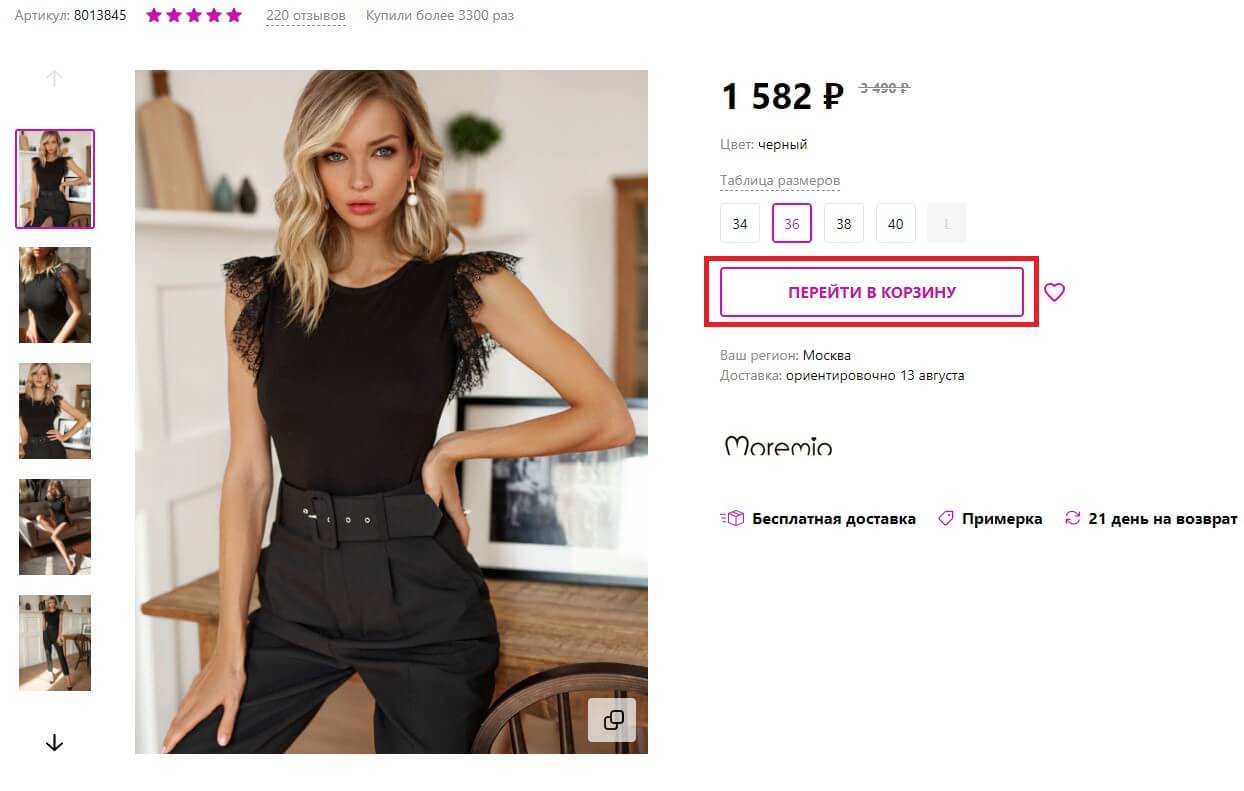 Артикул: 8013845 220 отзывов Купили более 3300 раз
1 582 ₽ 3 490 ₽
Цвет: черный
Таблица размеров
34 36 38 40 L
ПЕРЕЙТИ В КОРЗИНУ
Ваш регион: Москва
Доставка: ориентировочно 13 августа
Moremio
Бесплатная доставка Примерка 21 день на возврат